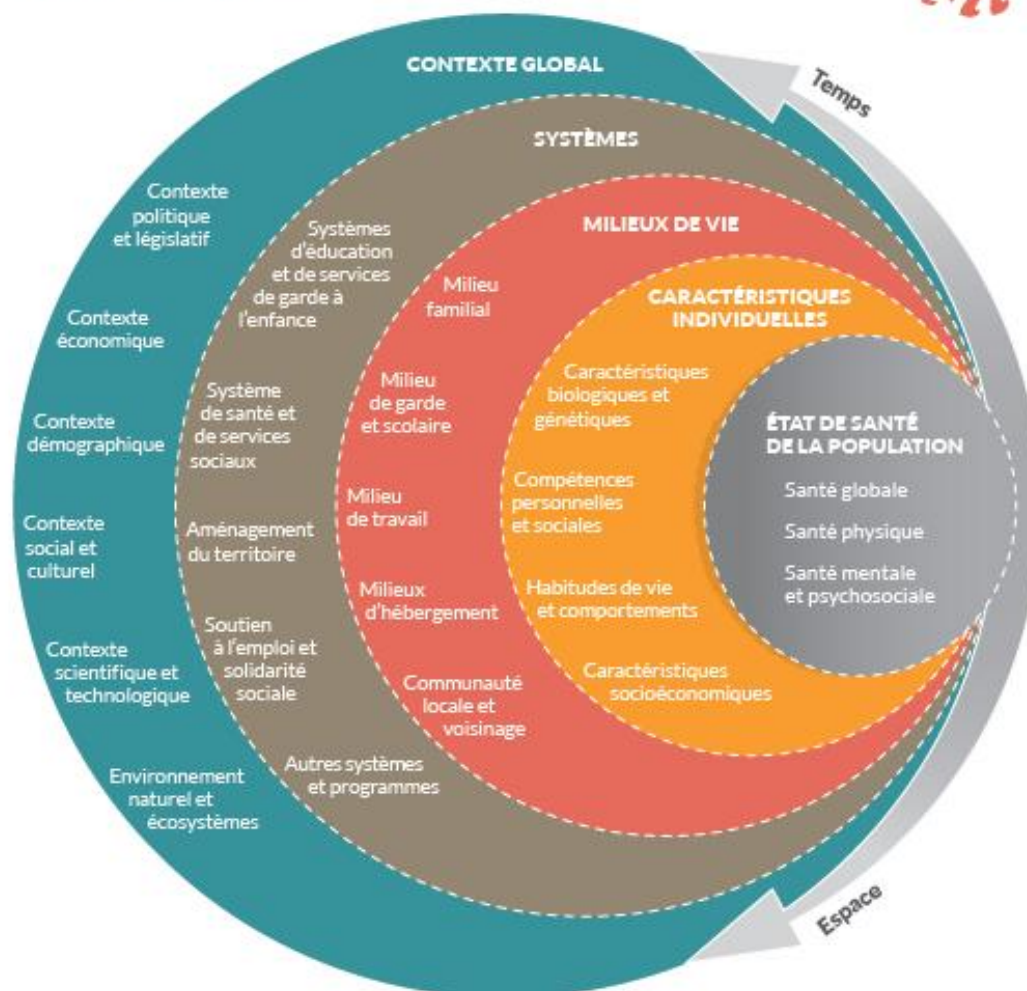 Temps
CONTEXTE GLOBAL
Contexte
politique
et législatif
Contexte
économique
Contexte
démographique
Contexte
social et
culturel
Contexte
scientifique et
technologique
Environnement
naturel et
écosystèmes
SYSTÈMES
Systèmes
d'éducation
et de services
de garde à
l'enfance
Système
de santé et
de services
sociaux
Aménagement
du territoire
Soutien
à l'emploi et
solidarité
sociale
Autres systèmes
et programmes
MILIEUX DE VIE
Milieu
familial
Milieu
de garde
et scolaire
Milieu
de travail
Milieux
d'hébergement
Communauté
locale et
voisinage
CARACTÉRISTIQUES
INDIVIDUELLES
Caractéristiques
biologiques et
génétiques
Compétences
personnelles
et sociales
Habitudes de vie
et comportements
Caractéristiques
socioéconomiques
ÉTAT DE SANTÉ
DE LA POPULATION
Santé globale
Santé physique
Santé mentale
et psychosociale
Espace